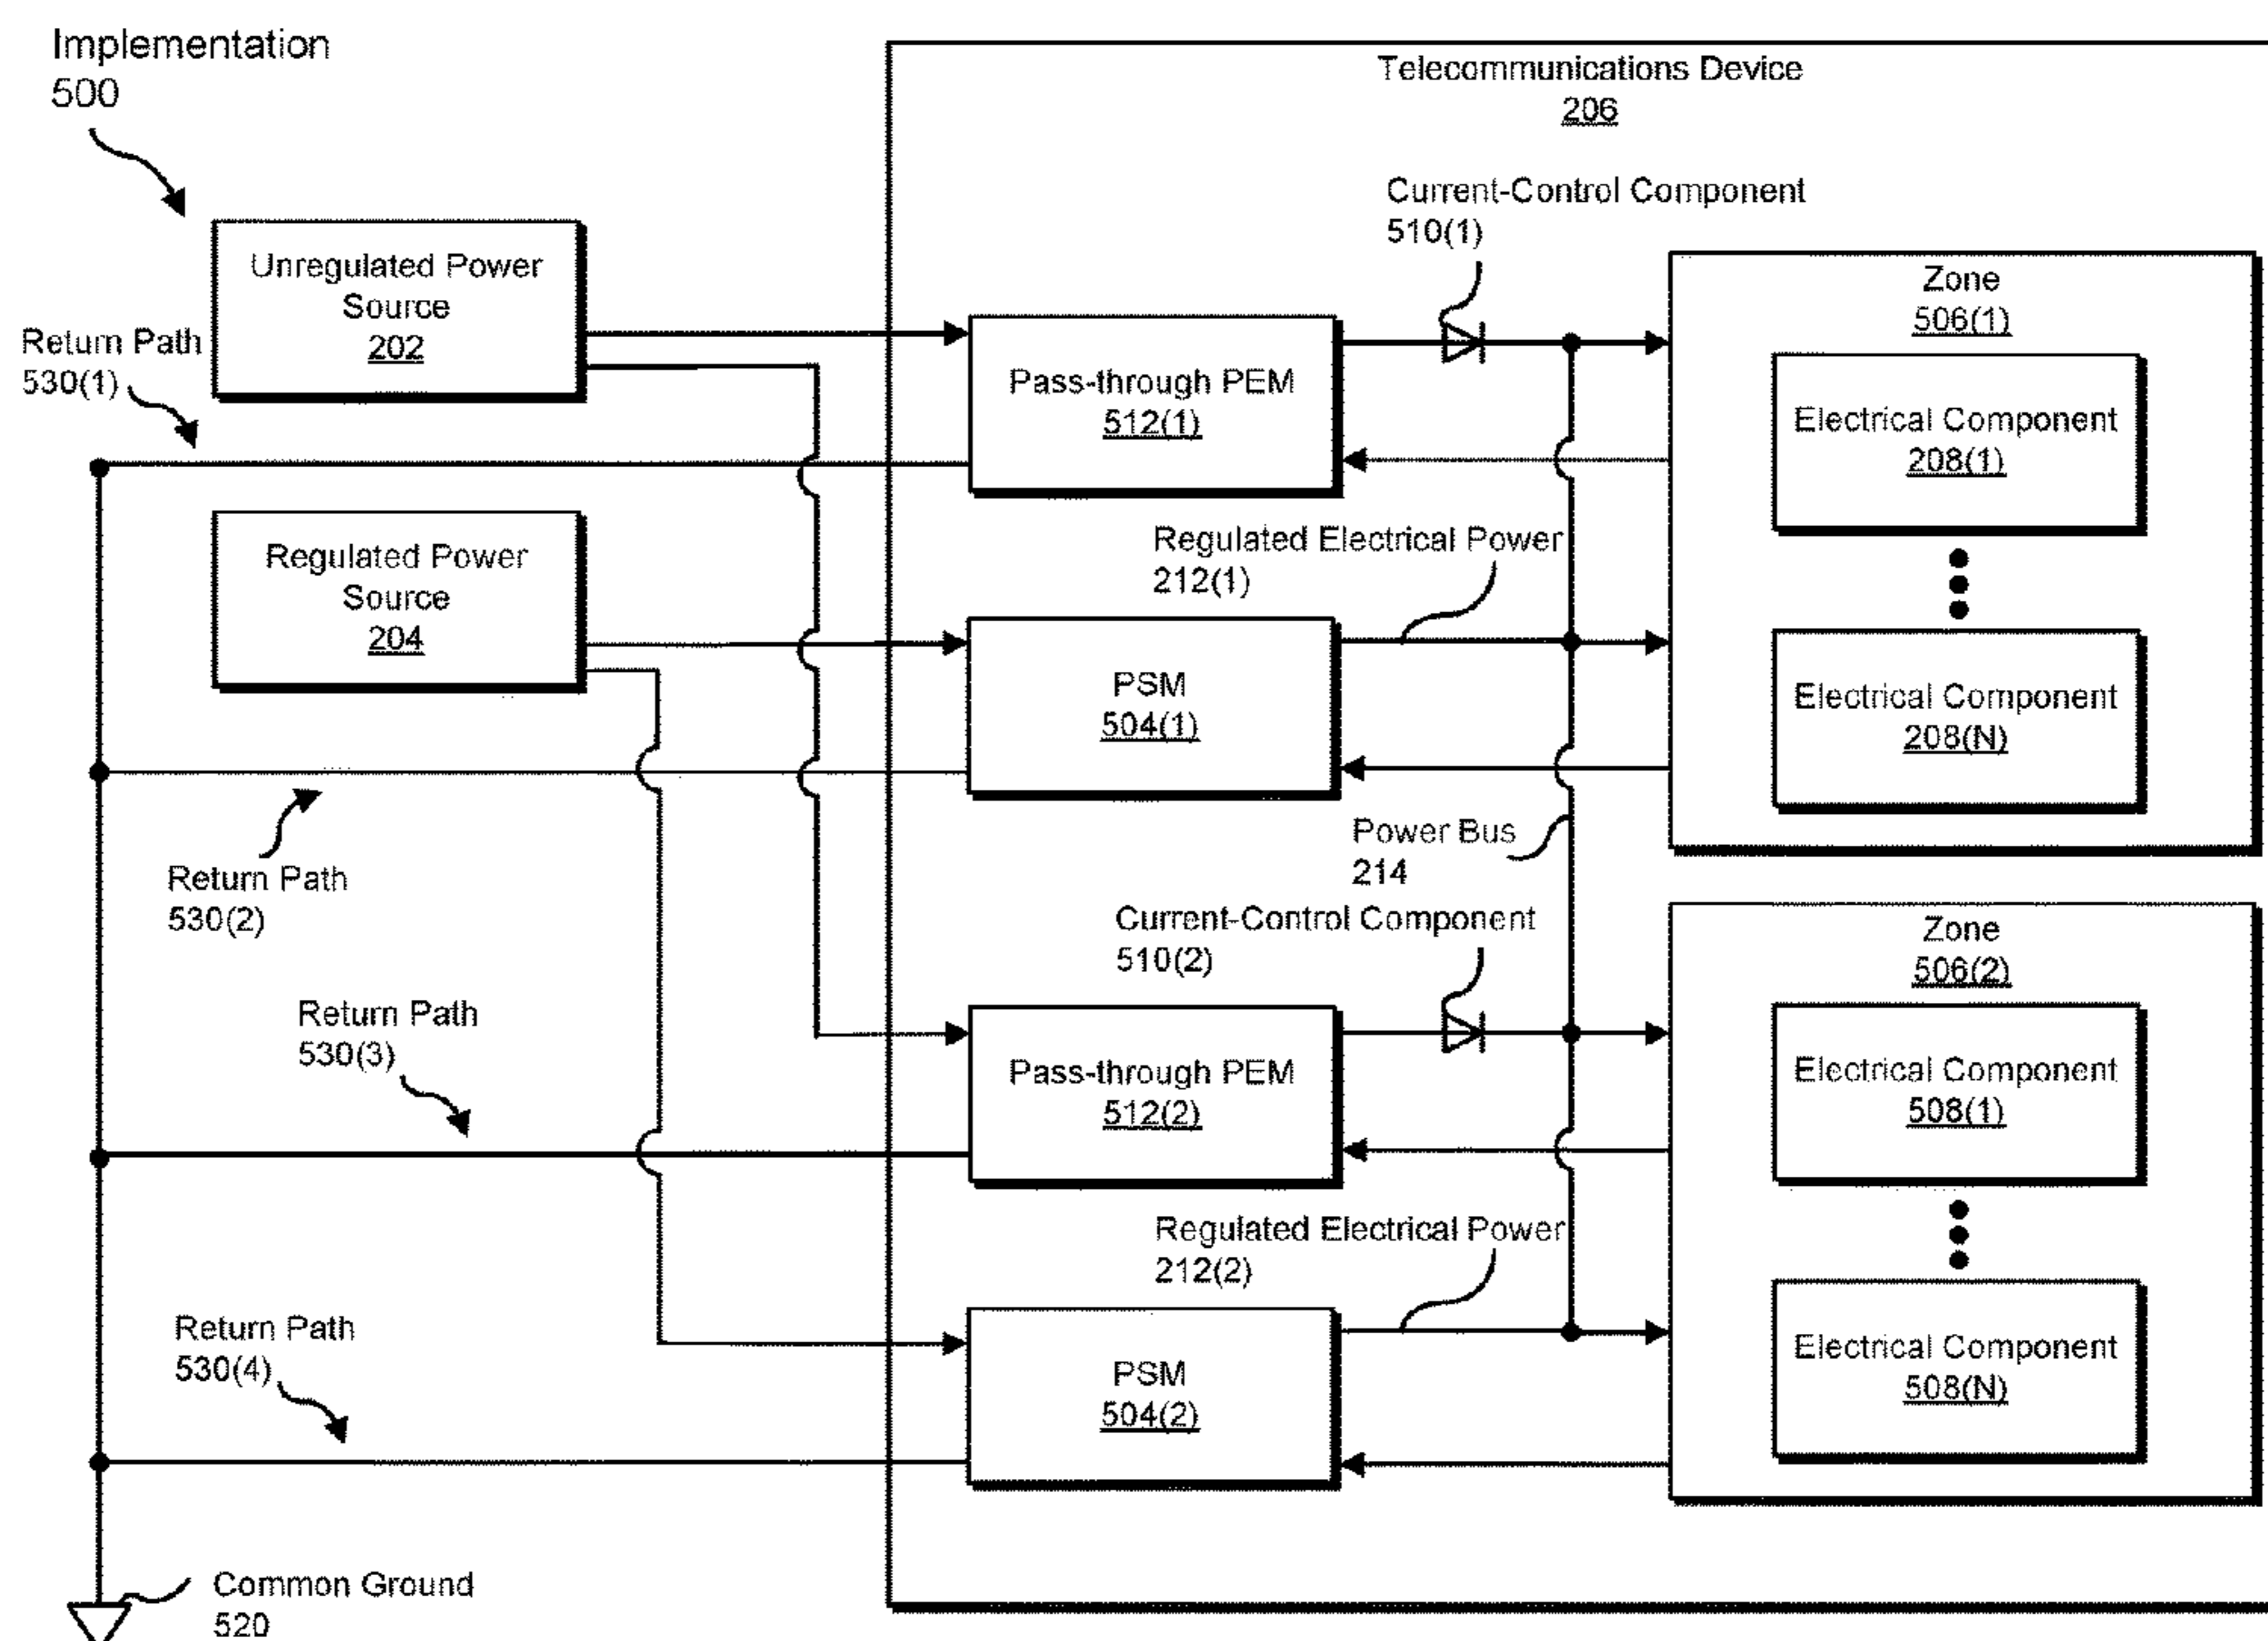 Implementation
500
Telecommunications Device
206
Current-Control Component
510(1)
Unregulated Power
Source
202
Return Path
530(1)
Pass-through PEM
512(1)
Zone
506(1)
Electrical Component
208(1)
Regulated Power
Source
204
Regulated Electrical Power
212(1)
PSM
504(1)
Electrical Component
208(N)
Return Path
530(2)
Power Bus
214
Current-Control Component
510(2)
Zone
506(2)
Return Path
530(3)
Pass-through PEM
512(2)
Electrical Component
508(1)
Regulated Electrical Power
212(2)
Return Path
530(4)
PSM
504(2)
Electrical Component
508(N)
Common Ground
520